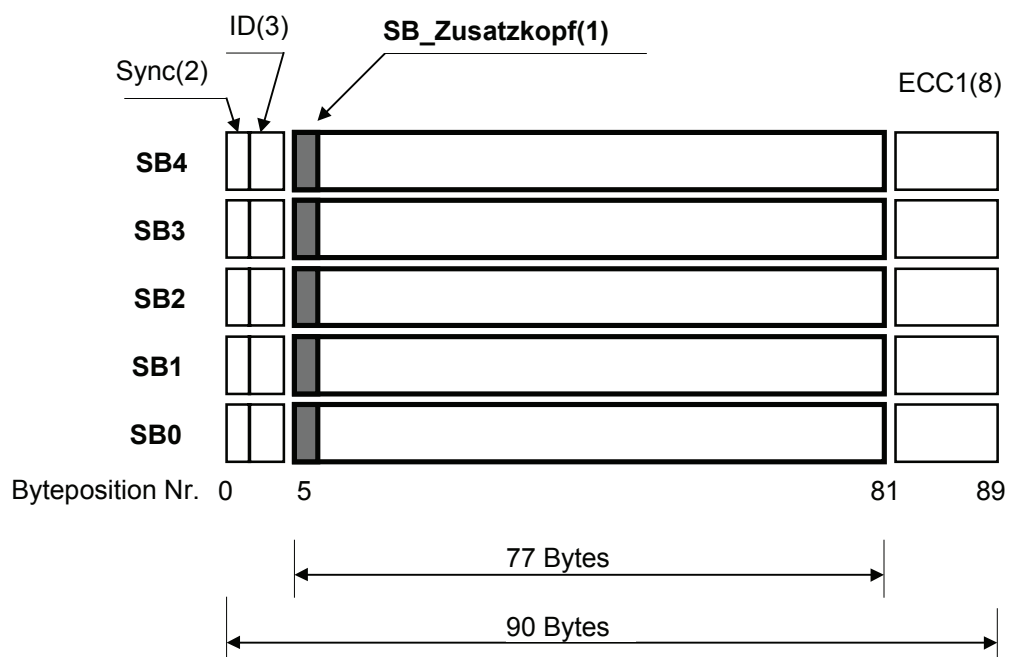 ID(3)
SB_Zusatzkopf(1)
Sync(2)
ECC1(8)
SB4
SB3
SB2
SB1
SB0
Byteposition Nr. 0 5 81 89
77 Bytes
90 Bytes